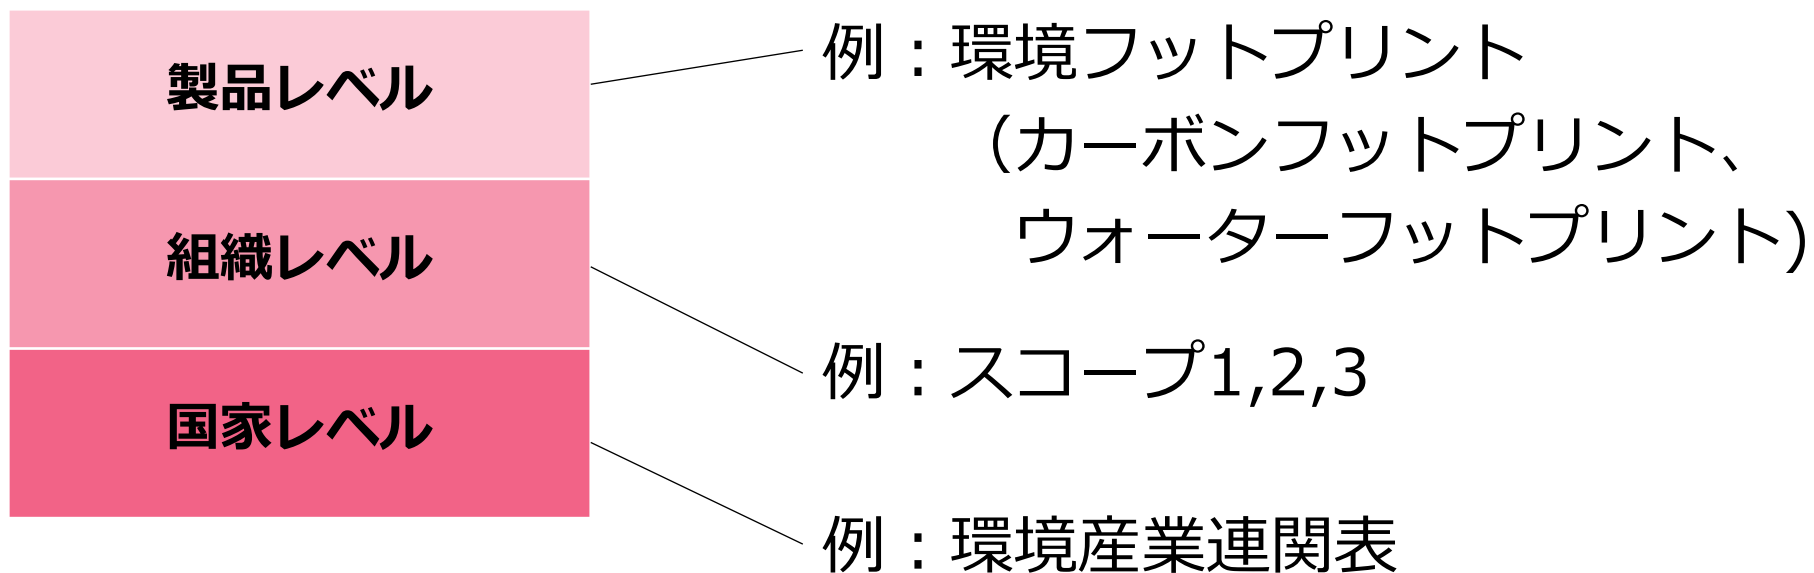 製品レベル
例：環境フットプリント
（カーボンフットプリント、
ウォーターフットプリント)
組織レベル
例：スコープ1,2,3
国家レベル
例：環境産業連関表